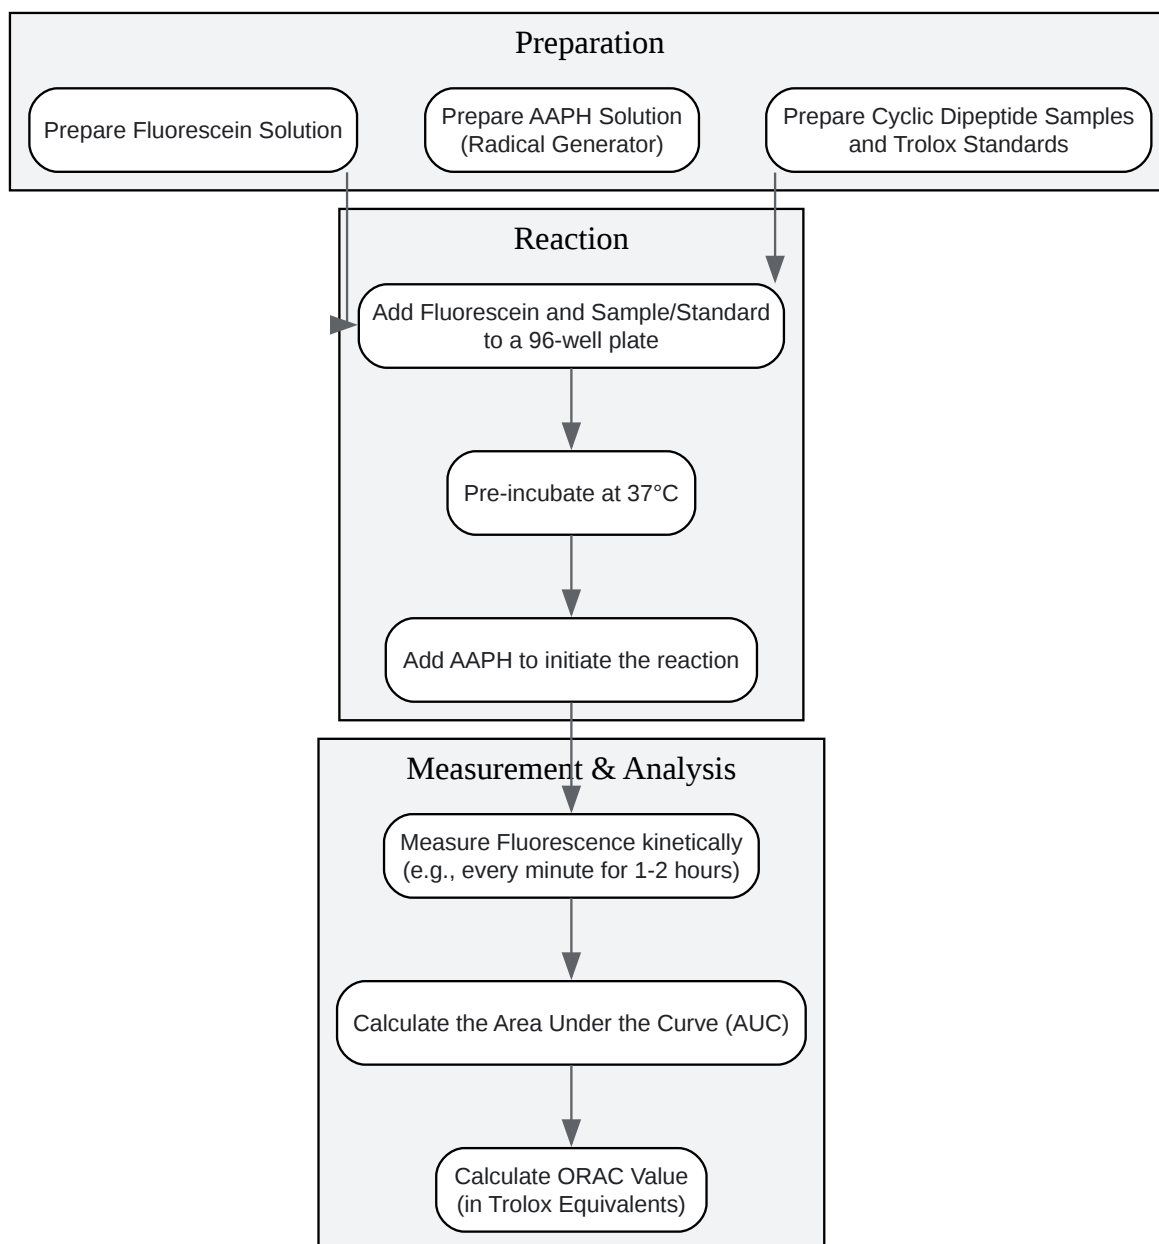 Preparation
Prepare Fluorescein Solution
Prepare AAPH Solution
(Radical Generator)
Prepare Cyclic Dipeptide Samples
and Trolox Standards
Reaction
Add Fluorescein and Sample/Standard
to a 96-well plate
Pre-incubate at 37°C
Add AAPH to initiate the reaction
Measurement & Analysis
Measure Fluorescence kinetically
(e.g., every minute for 1-2 hours)
Calculate the Area Under the Curve (AUC)
Calculate ORAC Value
(in Trolox Equivalents)